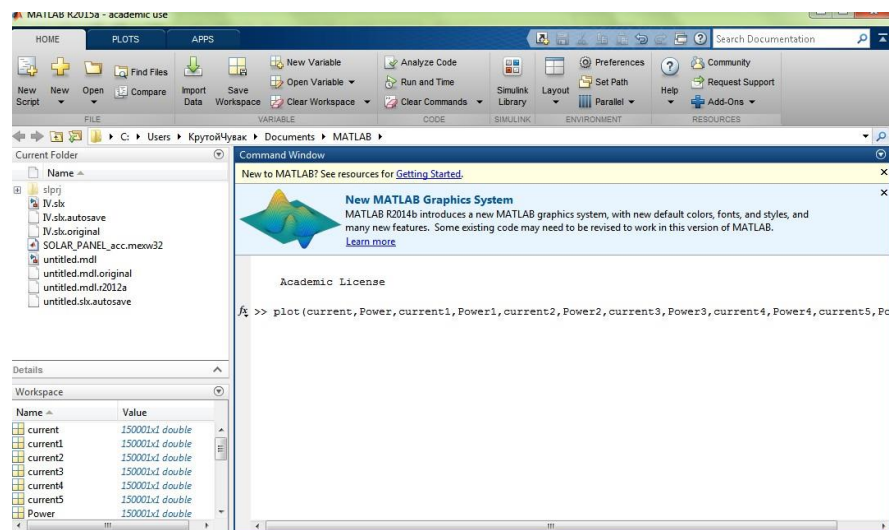 MATLAB R2015a - academic use
HOME PLOTS APPS
Search Documentation
New Script
New
Open
Find Files
Compare
Import Data
Save Workspace
New Variable
Open Variable
Clear Workspace
Analyze Code
Run and Time
Clear Commands
Simulink Library
Layout
Preferences
Set Path
Parallel
Help
Community
Request Support
Add-Ons
FILE VARIABLE CODE SIMULINK ENVIRONMENT RESOURCES
C: Users КрутойЧувак Documents MATLAB
Current Folder
Name
slprj
IV.slx
IV.slx.autosave
IV.slx.original
SOLAR_PANEL_acc.mexw32
untitled.mdl
untitled.mdl.original
untitled.mdl.r2012a
untitled.slx.autosave
Details
Workspace
Name Value
current 150001x1 double
current1 150001x1 double
current2 150001x1 double
current3 150001x1 double
current4 150001x1 double
current5 150001x1 double
Power 150001x1 double
Command Window
New to MATLAB? See resources for Getting Started.
New MATLAB Graphics System
MATLAB R2014b introduces a new MATLAB graphics system, with new default colors, fonts, and styles, and
many new features. Some existing code may need to be revised to work in this version of MATLAB.
Learn more
Academic License
fx >> plot(current,Power,current1,Power1,current2,Power2,current3,Power3,current4,Power4,current5,Po